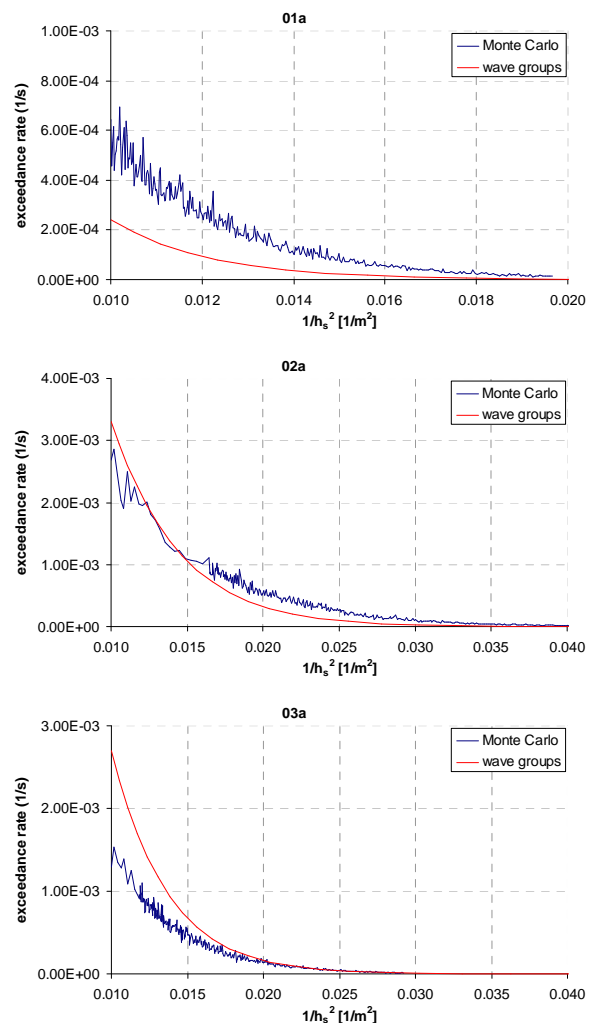 01a
1.00E-03
8.00E-04
6.00E-04
4.00E-04
2.00E-04
0.00E+00
exceedance rate (1/s)
Monte Carlo
wave groups
0.010 0.012 0.014 0.016 0.018 0.020
1/hs² [1/m²]
02a
4.00E-03
3.00E-03
2.00E-03
1.00E-03
0.00E+00
exceedance rate (1/s)
Monte Carlo
wave groups
0.010 0.015 0.020 0.025 0.030 0.035 0.040
1/hs² [1/m²]
03a
3.00E-03
2.00E-03
1.00E-03
0.00E+00
exceedance rate (1/s)
Monte Carlo
wave groups
0.010 0.015 0.020 0.025 0.030 0.035 0.040
1/hs² [1/m²]